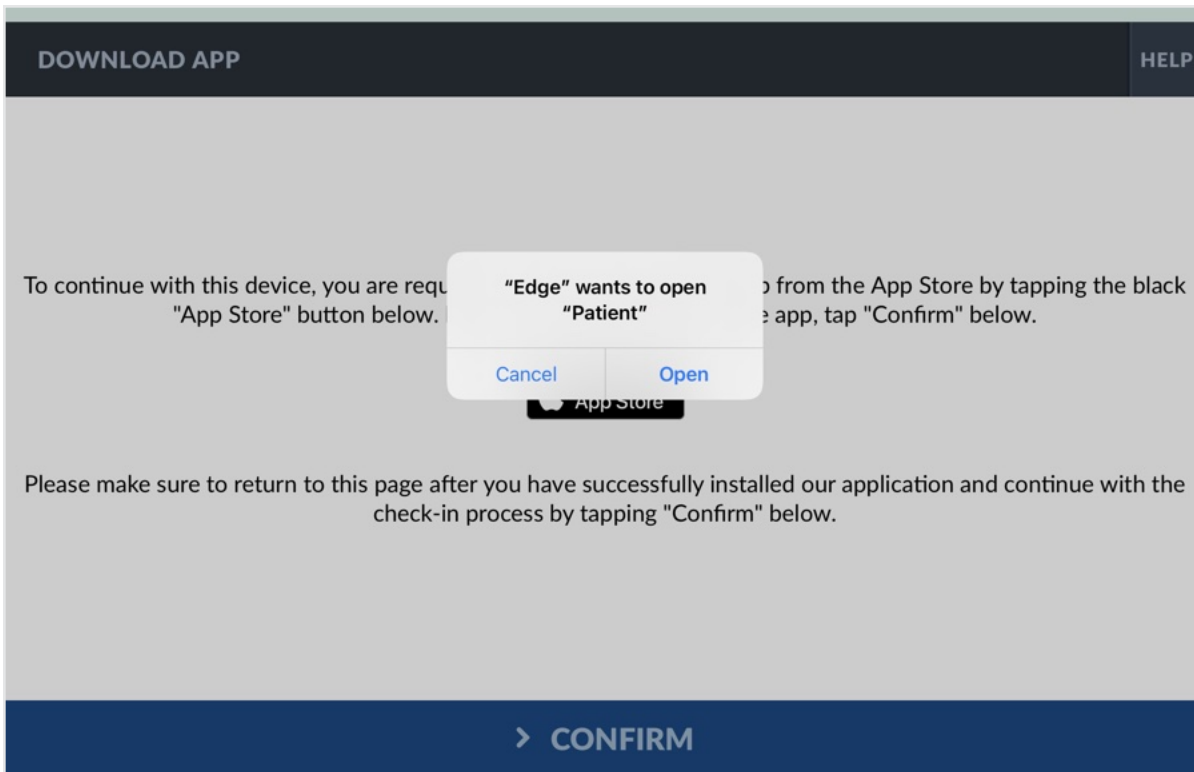 DOWNLOAD APP
HELP
To continue with this device, you are requ
from the App Store by tapping the black
"App Store" button below.
app, tap "Confirm" below.
"Edge" wants to open
"Patient"
Cancel
Open
App Store
Please make sure to return to this page after you have successfully installed our application and continue with the
check-in process by tapping "Confirm" below.
> CONFIRM